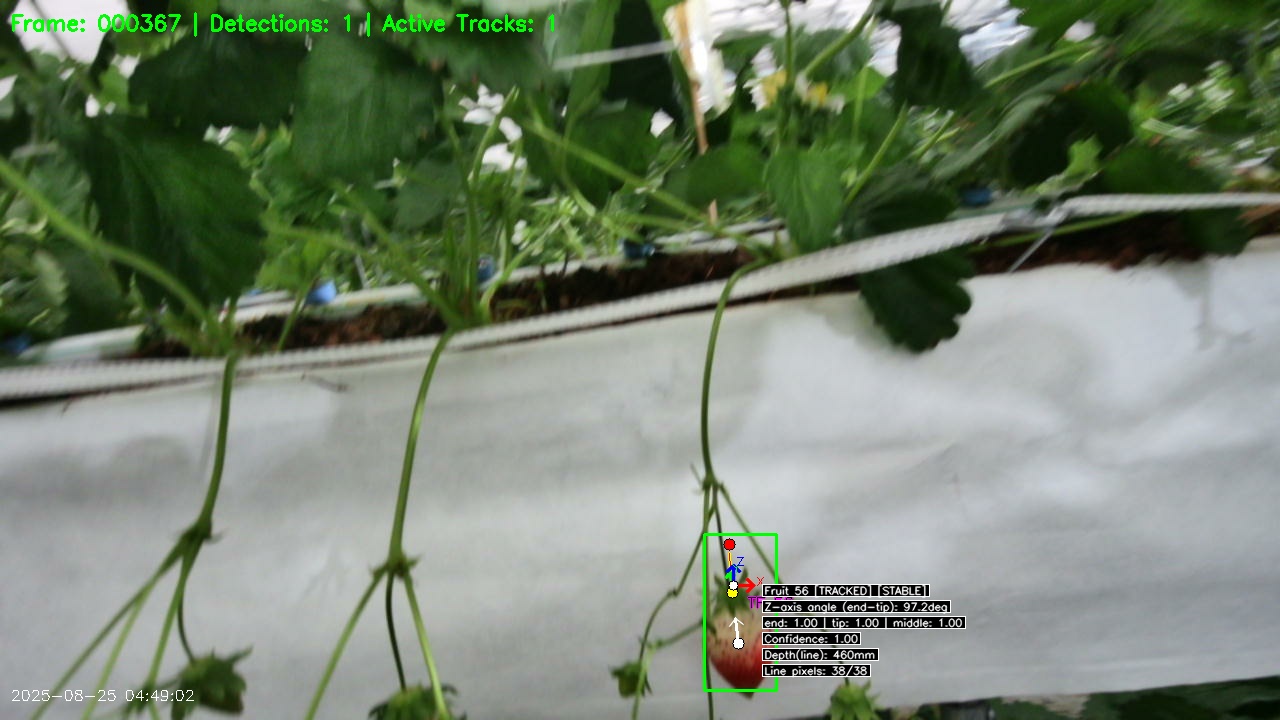 Frame: 000367 | Detections: 1 | Active Tracks: 1
Z
X
Fruit 56 [TRACKED] [STABLE]
Z-axis angle (end-tip): 97.2deg
end: 1.00 | tip: 1.00 | middle: 1.00
Confidence: 1.00
Depth(line): 460mm
Line pixels: 38/38
2025-08-25 04:49:02